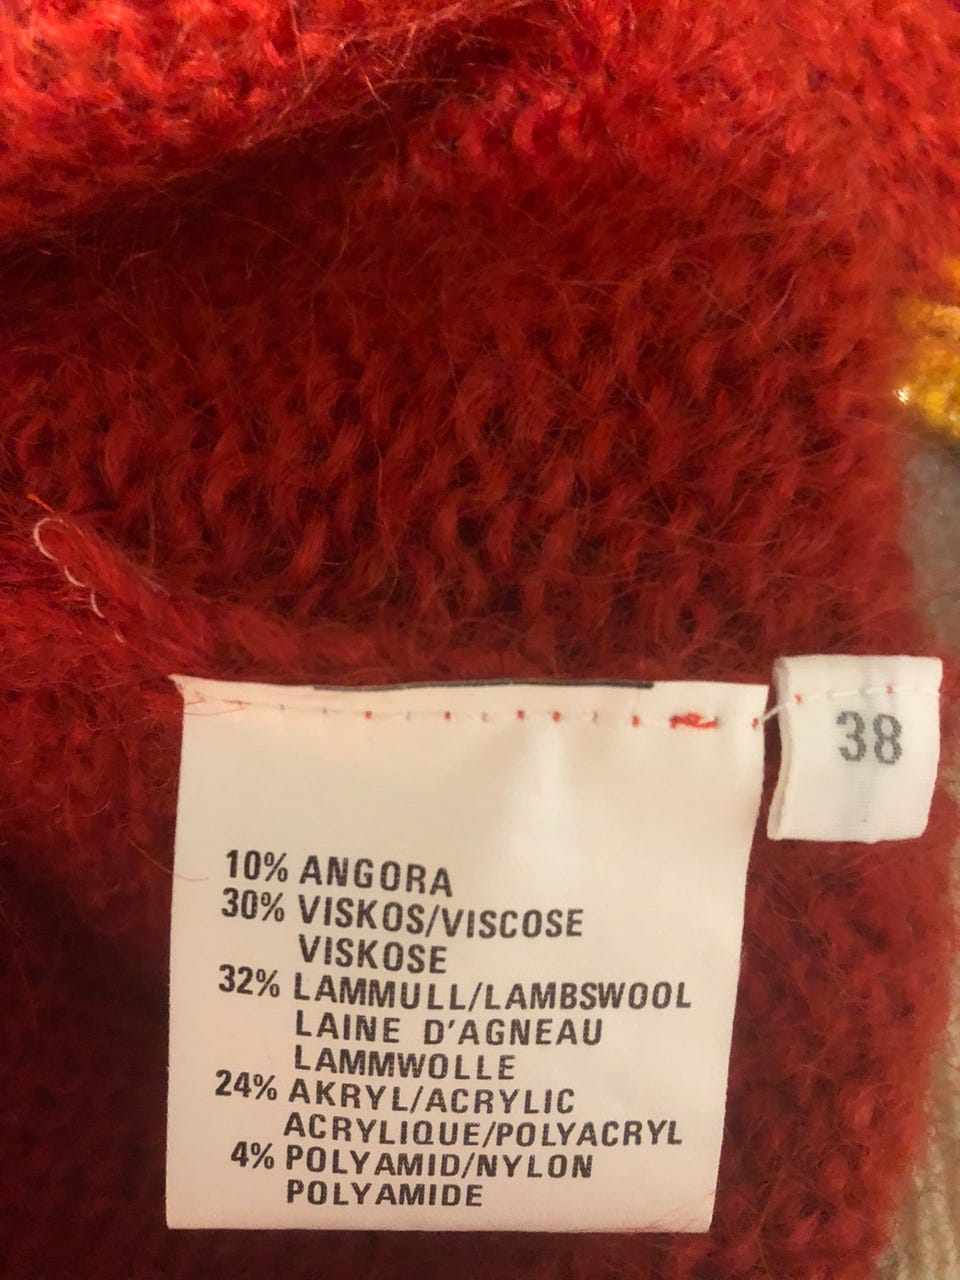 38
10% ANGORA
30% VISKOS/VISCOSE
VISKOSE
32% LAMMULL/LAMBSWOOL
LAINE D'AGNEAU
LAMMWOLLE
24% AKRYL/ACRYLIC
ACRYLIQUE/POLYACRYL
4% POLYAMID/NYLON
POLYAMIDE